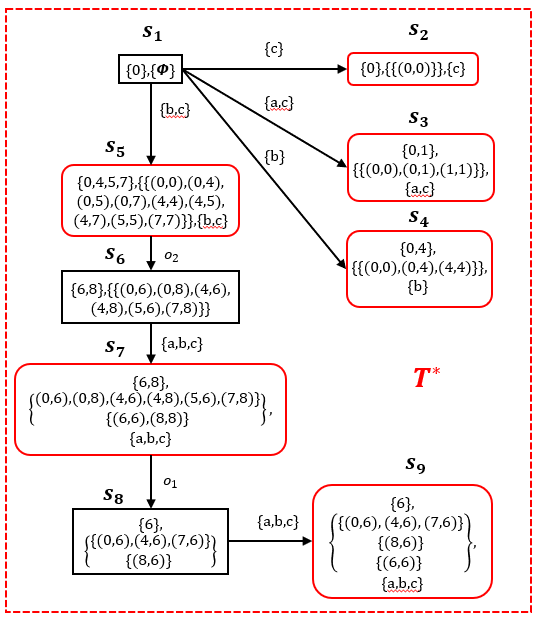 s₁
{0},{Φ}
{c}
s₂
{0},{{(0,0)}},{c}
{a,c}
s₃
{0,1},
{{(0,0),(0,1),(1,1)}},
{a,c}
{b}
s₄
{0,4},
{{(0,0),(0,4),(4,4)}},
{b}
{b,c}
s₅
{0,4,5,7},{{(0,0),(0,4),
(0,5),(0,7),(4,4),(4,5),
(4,7),(5,5),(7,7)}},{b,c}
o₂
s₆
{6,8},{{(0,6),(0,8),(4,6),
(4,8),(5,6),(7,8)}}
{a,b,c}
s₇
{6,8},
{{(0,6),(0,8),(4,6),(4,8),(5,6),(7,8)}
{(6,6),(8,8)}},
{a,b,c}
T*
o₁
s₈
{6},
{{(0,6),(4,6),(7,6)}
{(8,6)}}
{a,b,c}
s₉
{6},
{{(0,6),(4,6),(7,6)}
{(8,6)}
{(6,6)}},
{a,b,c}